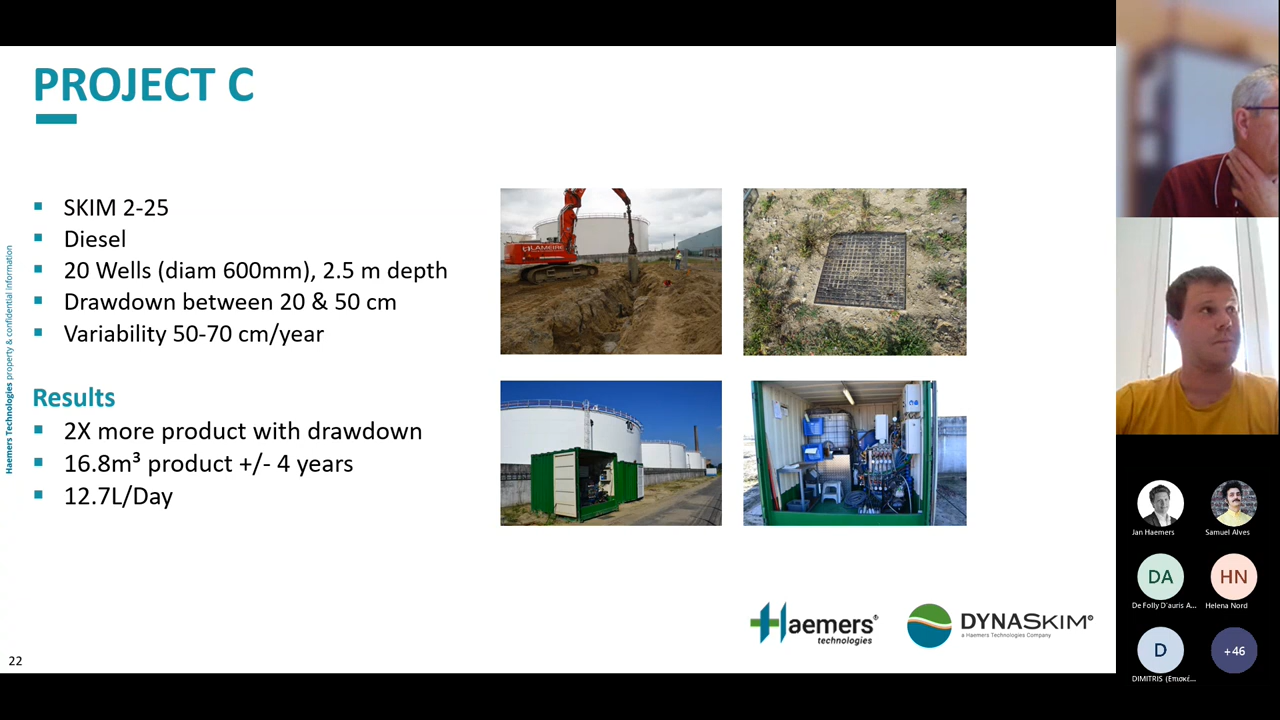 PROJECT C
SKIM 2-25
Diesel
20 Wells (diam 600mm), 2.5 m depth
Drawdown between 20 & 50 cm
Variability 50-70 cm/year
Results
2X more product with drawdown
16.8m³ product +/- 4 years
12.7L/Day
Haemers Technologies property & confidential information
LAMEIRE
Haemers®
technologies
DYNASKIM®
a Haemers Technologies Company
22
Jan Haemers
Samuel Alves
DA
HN
De Folly D'auris A...
Helena Nord
D
+46
DIMITRIS (Επισκέ...